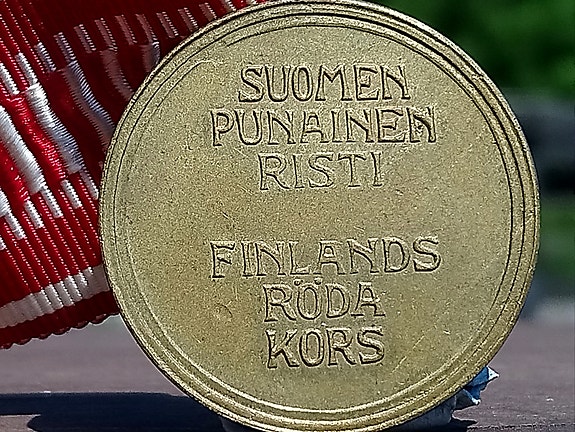 SUOMEN
PUNAINEN
RISTI
FINLANDS
RÖDA
KORS